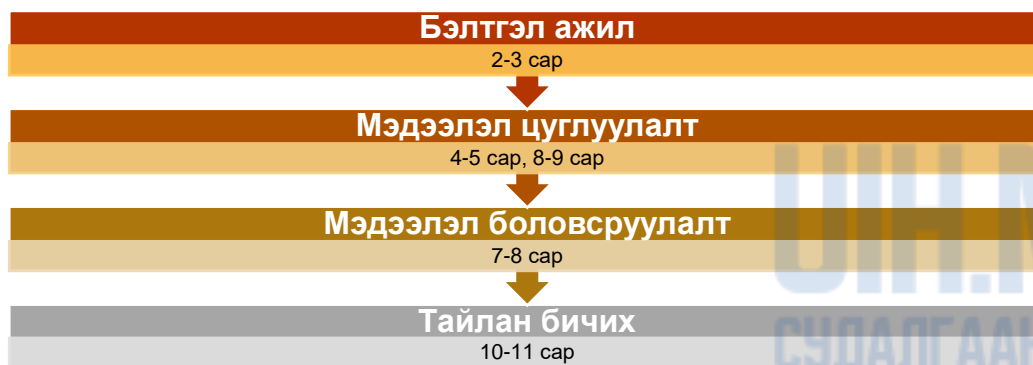 Бэлтгэл ажил
2-3 сар
Мэдээлэл цуглуулалт
4-5 сар, 8-9 сар
Мэдээлэл боловсруулалт
7-8 сар
Тайлан бичих
10-11 сар